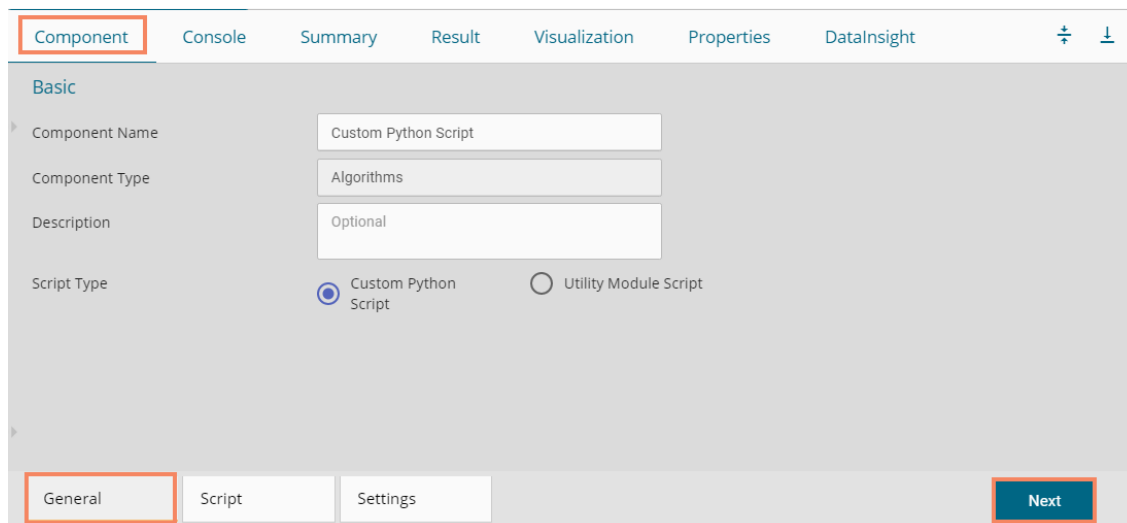 Component Console Summary Result Visualization Properties DataInsight
Basic
Component Name Custom Python Script
Component Type Algorithms
Description Optional
Script Type Custom Python Script Utility Module Script
General Script Settings Next